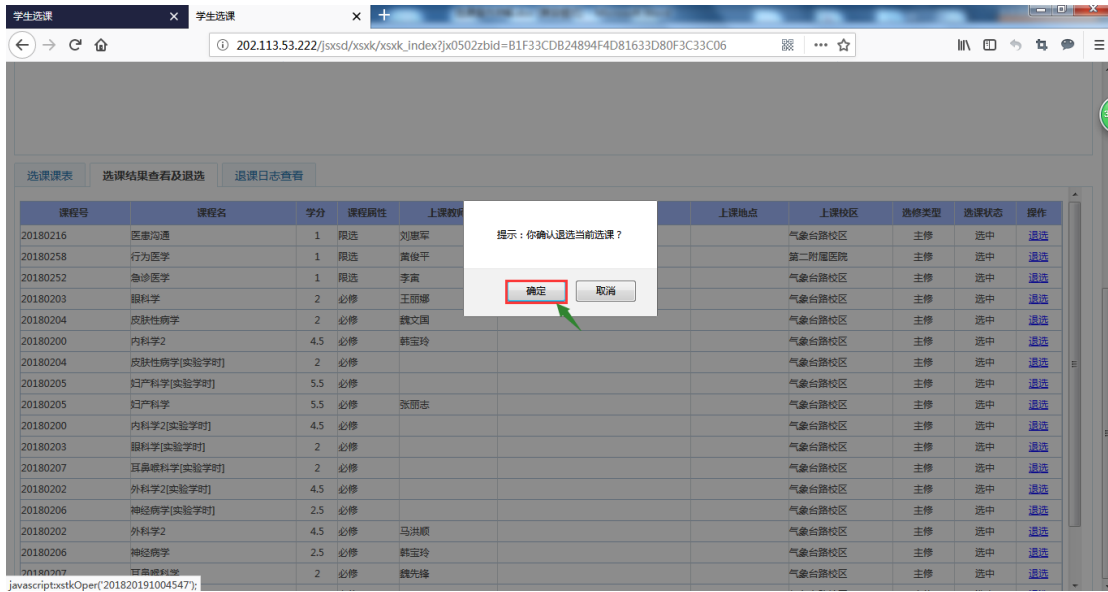 学生选课 × 学生选课 × +
202.113.53.222/jsxsd/xsxk/xsxk_index?jx0502zbid=B1F33CDB24894F4D81633D80F3C33C06
选课课表 选课结果查看及退选 退课日志查看
课程号 课程名 学分 课程属性 上课教师 上课地点 上课校区 选修类型 选课状态 操作
20180216 医患沟通 1 限选 刘惠军 气象台路校区 主修 选中 退选
提示：你确认退选当前选课？
20180258 行为医学 1 限选 黄俊平 第二附属医院 主修 选中 退选
20180252 急诊医学 1 限选 李寅 气象台路校区 主修 选中 退选
确定 取消
20180203 眼科学 2 必修 王丽娜 气象台路校区 主修 选中 退选
20180204 皮肤性病学 2 必修 魏文国 气象台路校区 主修 选中 退选
20180200 内科学2 4.5 必修 韩宝玲 气象台路校区 主修 选中 退选
20180204 皮肤性病学[实验学时] 2 必修 气象台路校区 主修 选中 退选
20180205 妇产科学[实验学时] 5.5 必修 气象台路校区 主修 选中 退选
20180205 妇产科学 5.5 必修 张丽志 气象台路校区 主修 选中 退选
20180200 内科学2[实验学时] 4.5 必修 气象台路校区 主修 选中 退选
20180203 眼科学[实验学时] 2 必修 气象台路校区 主修 选中 退选
20180207 耳鼻喉科学[实验学时] 2 必修 气象台路校区 主修 选中 退选
20180202 外科学2[实验学时] 4.5 必修 气象台路校区 主修 选中 退选
20180206 神经病学[实验学时] 2.5 必修 气象台路校区 主修 选中 退选
20180202 外科学2 4.5 必修 马洪顺 气象台路校区 主修 选中 退选
20180206 神经病学 2.5 必修 韩宝玲 气象台路校区 主修 选中 退选
20180207 耳鼻喉科学 2 必修 魏先锋 气象台路校区 主修 选中 退选
javascript:xstkOper('201820191004547');